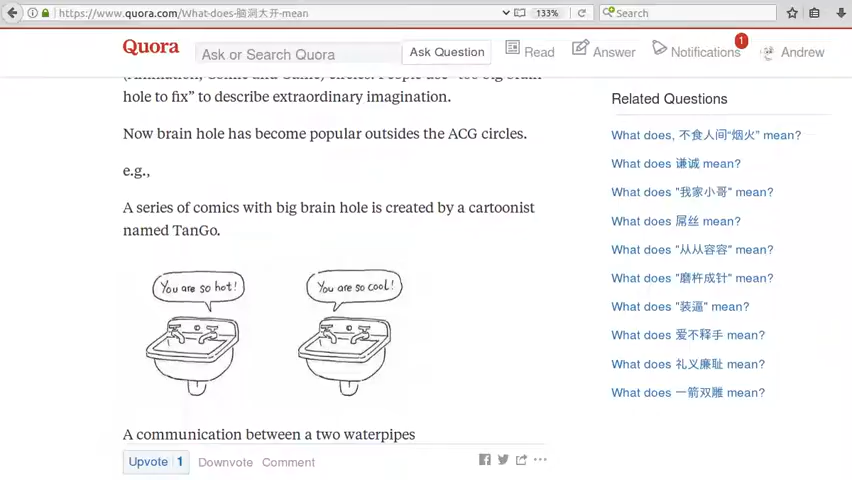 https://www.quora.com/What-does-脑洞大开-mean
133%
Search
Quora
Ask or Search Quora
Ask Question
Read
Answer
Notifications
1
Andrew
hole to fix” to describe extraordinary imagination.
Now brain hole has become popular outsides the ACG circles.
e.g.,
A series of comics with big brain hole is created by a cartoonist
named TanGo.
You are so hot!
You are so cool!
A communication between a two waterpipes
Upvote 1
Downvote
Comment
Related Questions
What does, 不食人间“烟火” mean?
What does 谦诚 mean?
What does "我家小哥" mean?
What does 屌丝 mean?
What does "从从容容" mean?
What does "磨杵成针" mean?
What does "装逼" mean?
What does 爱不释手 mean?
What does 礼义廉耻 mean?
What does 一箭双雕 mean?